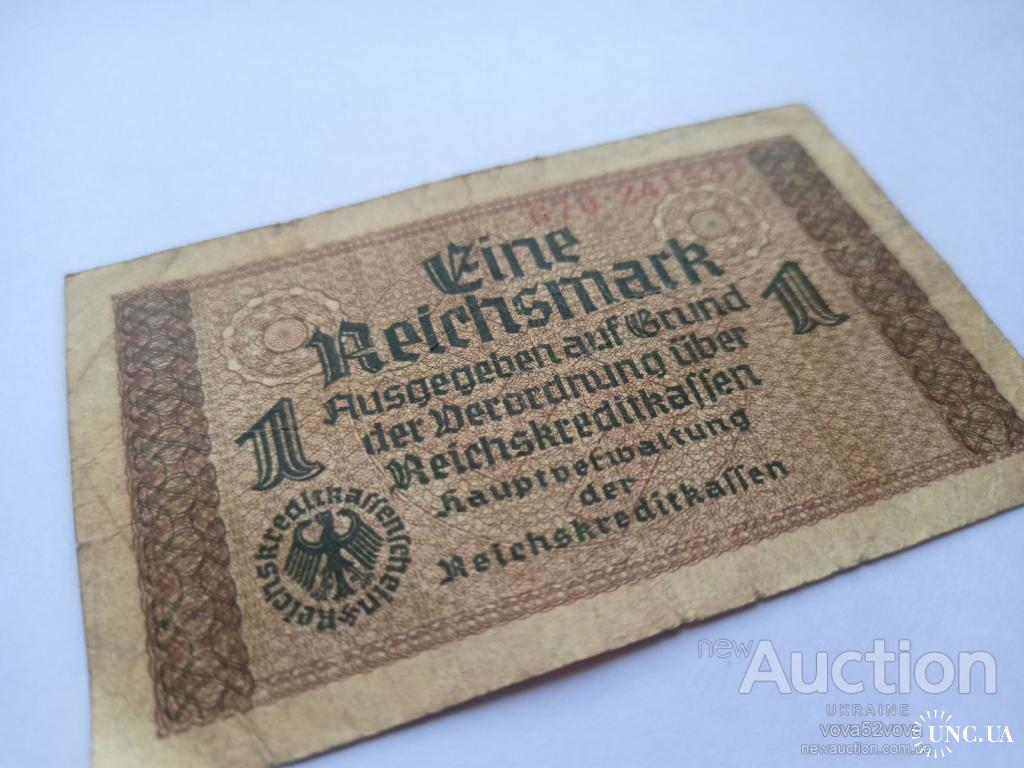 Eine
Reichsmark
Ausgegeben auf Grund
der Verordnung über
Reichskreditkassen
Hauptverwaltung
der
Reichskreditkassen
1
1
Reichskreditkassenschein
new Auction
UKRAINE
vova52vova
newauction.com.ua
UNC.UA